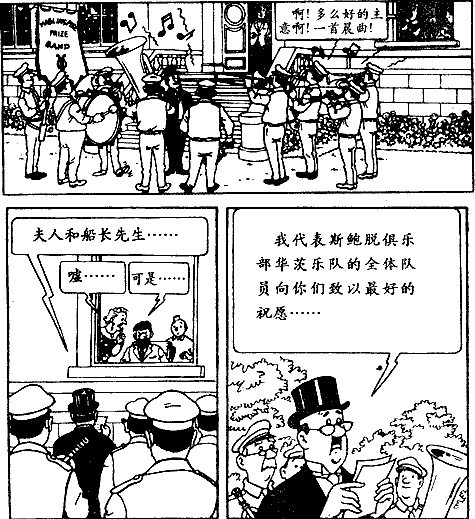 PRIZE
BAND
啊！多么好的主
意啊！一首晨曲！
夫人和船长先生……
嘘……
可是……
我代表斯鲍脱俱乐
部华茨乐队的全体队
员向你们致以最好的
祝愿……